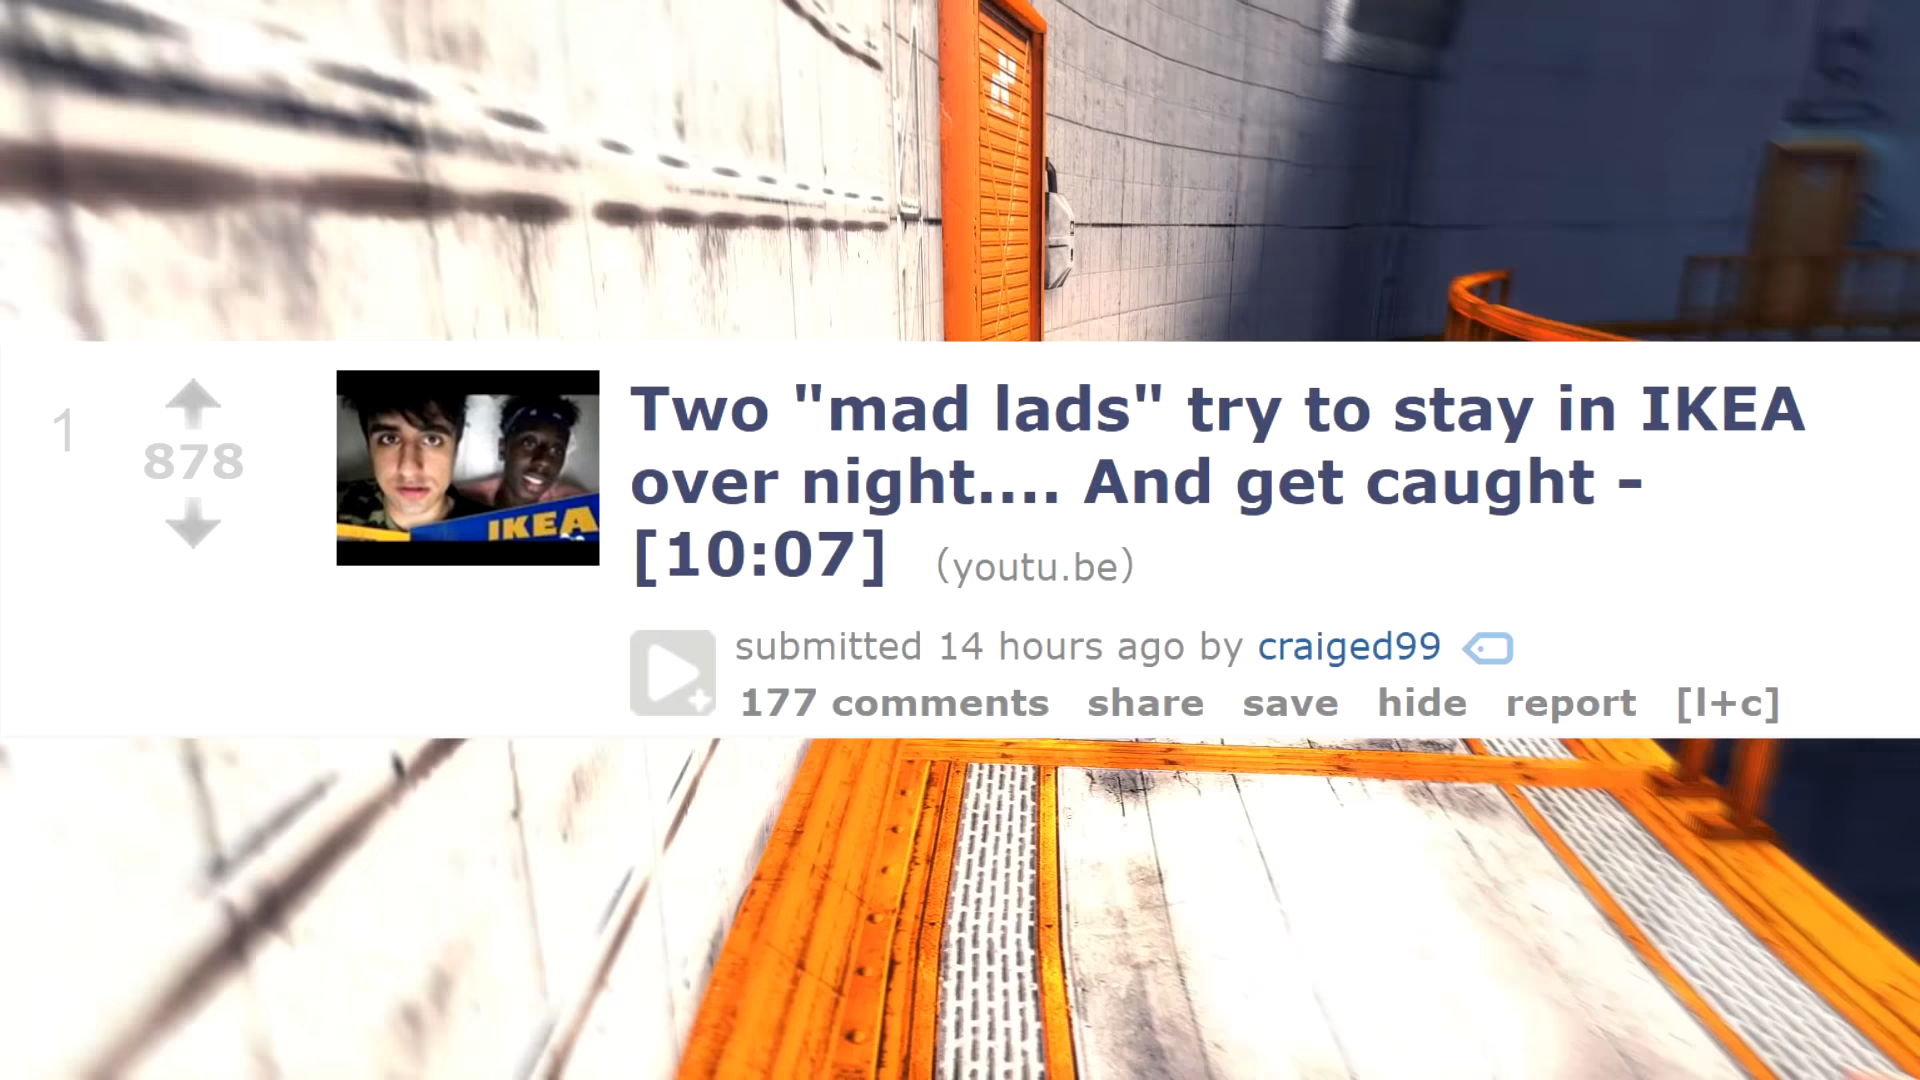 1
878
IKEA
Two "mad lads" try to stay in IKEA
over night.... And get caught -
[10:07] (youtu.be)
submitted 14 hours ago by craiged99
177 comments share save hide report [l+c]